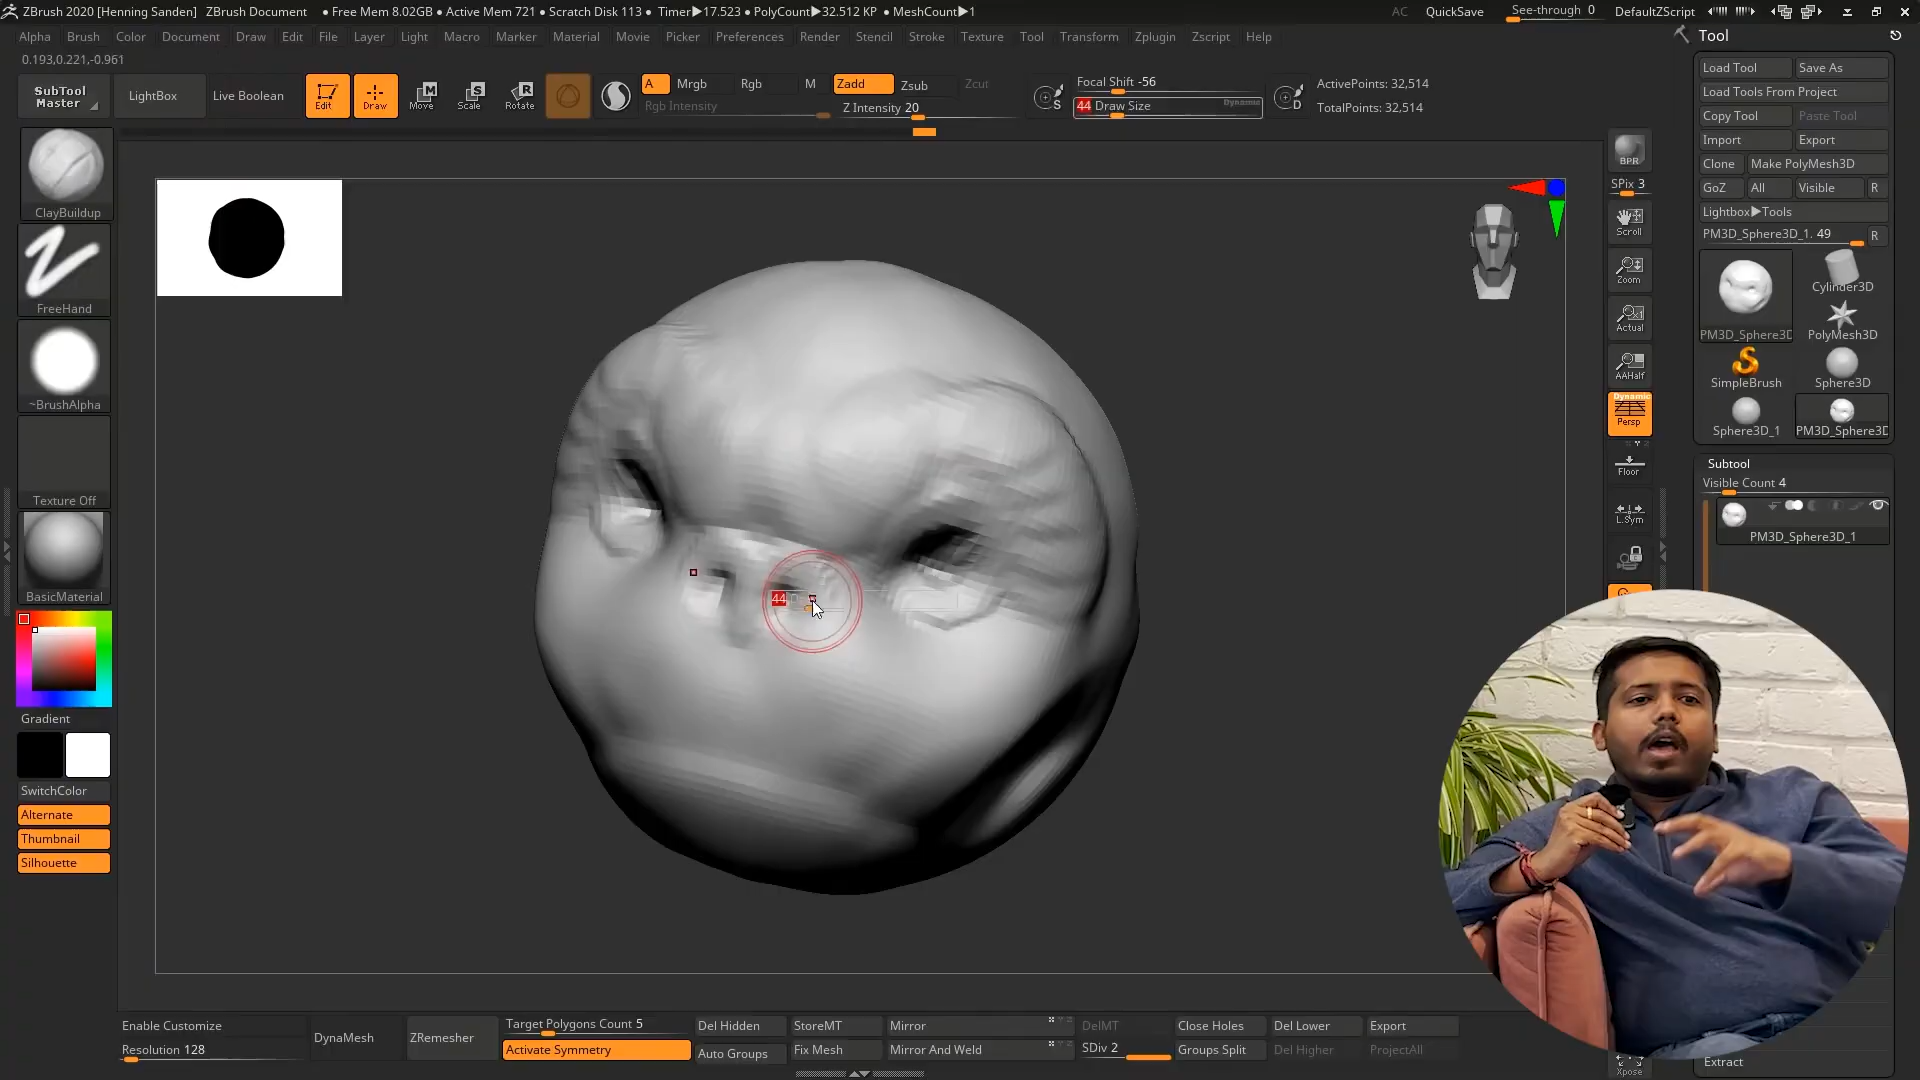 ZBrush 2020 [Henning Sanden] ZBrush Document • Free Mem 8.02GB • Active Mem 721 • Scratch Disk 113 • Timer▶17.523 • PolyCount▶32.512 KP • MeshCount▶1 AC QuickSave See-through 0 DefaultZScript
Alpha Brush Color Document Draw Edit File Layer Light Macro Marker Material Movie Picker Preferences Render Stencil Stroke Texture Tool Transform Zplugin Zscript Help
0.193,0.221,-0.961
SubTool
Master
LightBox
Live Boolean
Edit
Draw
Move
Scale
Rotate
A Mrgb Rgb M
Rgb Intensity
Zadd Zsub Zcut
Z Intensity 20
S
Focal Shift -56
44 Draw Size
Dynamic
D
ActivePoints: 32,514
TotalPoints: 32,514
ClayBuildup
FreeHand
~BrushAlpha
Texture Off
BasicMaterial
Gradient
SwitchColor
Alternate
Thumbnail
Silhouette
44
BPR
SPix 3
Scroll
Zoom
Actual
AAHalf
Dynamic
Persp
Floor
L.Sym
Xpose
Tool
Load Tool Save As
Load Tools From Project
Copy Tool Paste Tool
Import Export
Clone Make PolyMesh3D
GoZ All Visible R
Lightbox▶Tools
PM3D_Sphere3D_1. 49 R
PM3D_Sphere3D
Cylinder3D
PolyMesh3D
SimpleBrush
Sphere3D
Sphere3D_1
PM3D_Sphere3D
Subtool
Visible Count 4
PM3D_Sphere3D_1
Extract
Enable Customize
Resolution 128
DynaMesh
ZRemesher
Target Polygons Count 5
Activate Symmetry
Del Hidden
Auto Groups
StoreMT
Fix Mesh
Mirror
Mirror And Weld
DelMT
SDiv 2
Close Holes
Groups Split
Del Lower
Del Higher
Export
ProjectAll